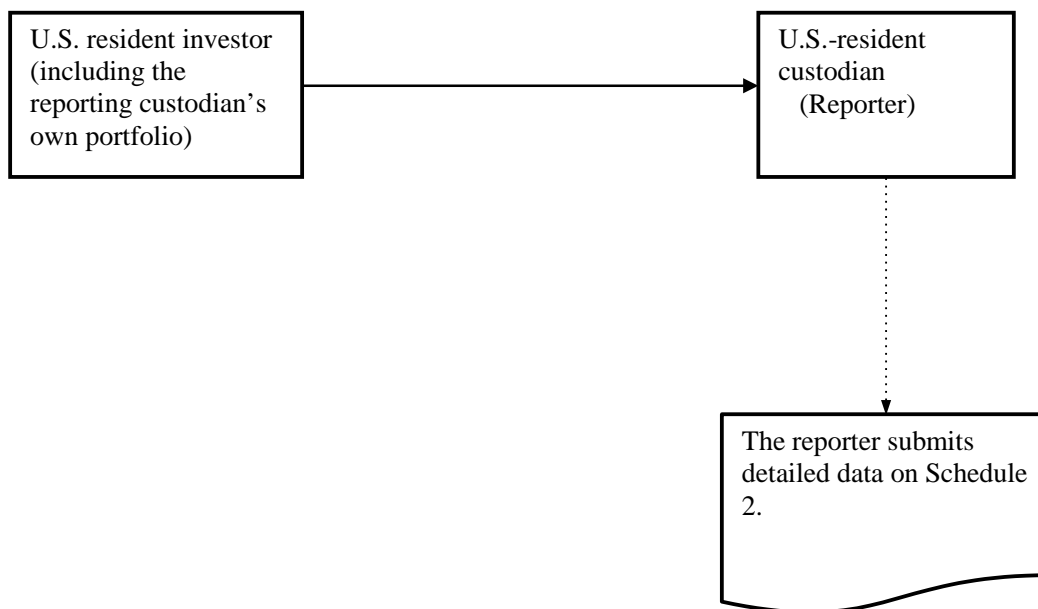 U.S. resident investor
(including the
reporting custodian’s
own portfolio)
U.S.-resident
custodian
(Reporter)
The reporter submits
detailed data on Schedule
2.